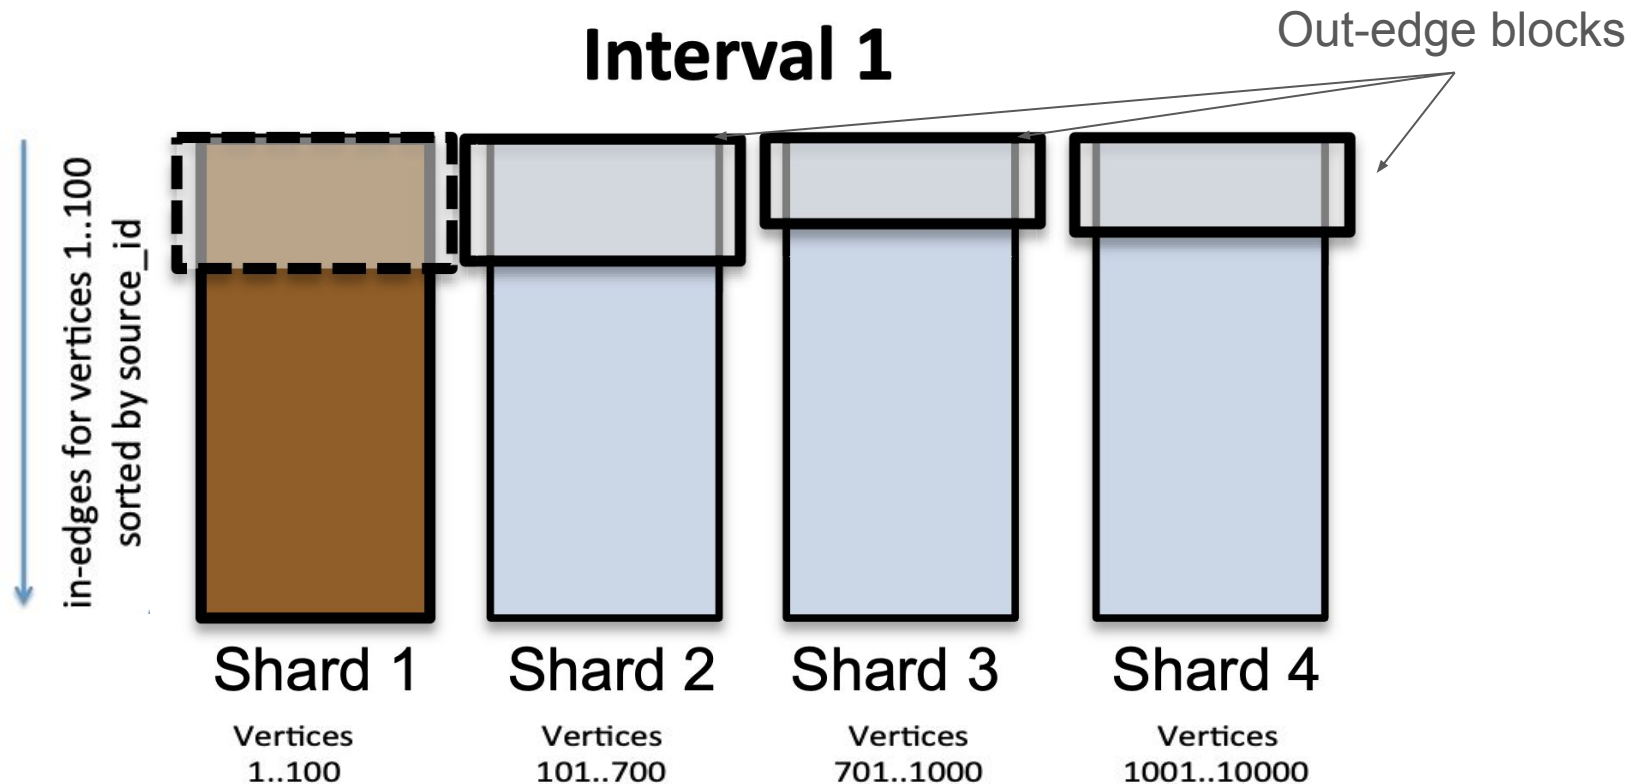 Interval 1
Out-edge blocks
in-edges for vertices 1..100
sorted by source_id
Shard 1
Shard 2
Shard 3
Shard 4
Vertices
1..100
Vertices
101..700
Vertices
701..1000
Vertices
1001..10000